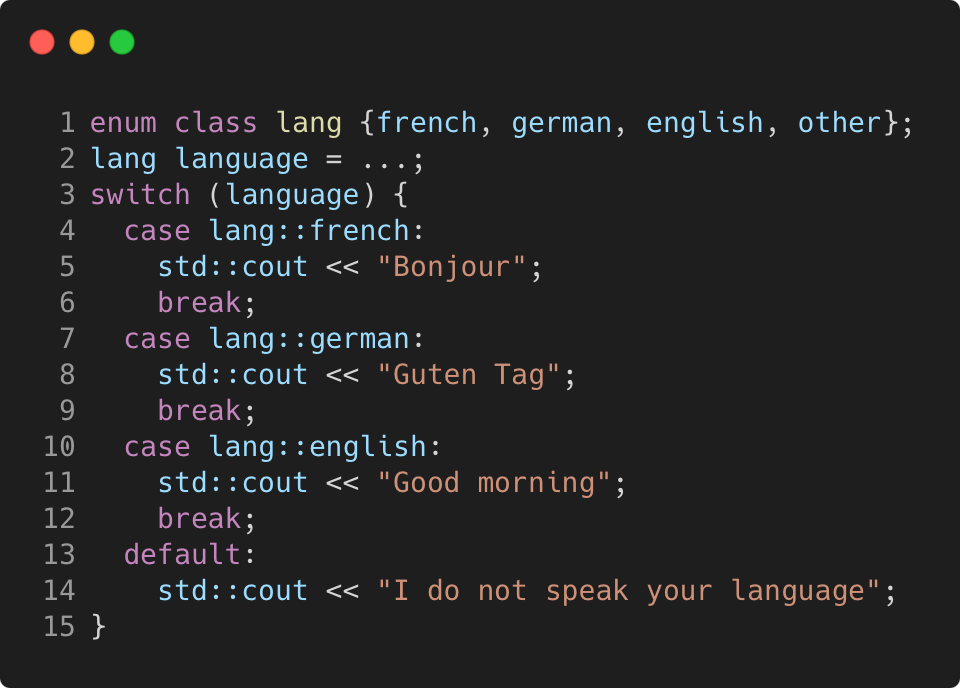 1 enum class lang {french, german, english, other};
2 lang language = ...;
3 switch (language) {
4   case lang::french:
5     std::cout << "Bonjour";
6     break;
7   case lang::german:
8     std::cout << "Guten Tag";
9     break;
10   case lang::english:
11     std::cout << "Good morning";
12     break;
13   default:
14     std::cout << "I do not speak your language";
15 }